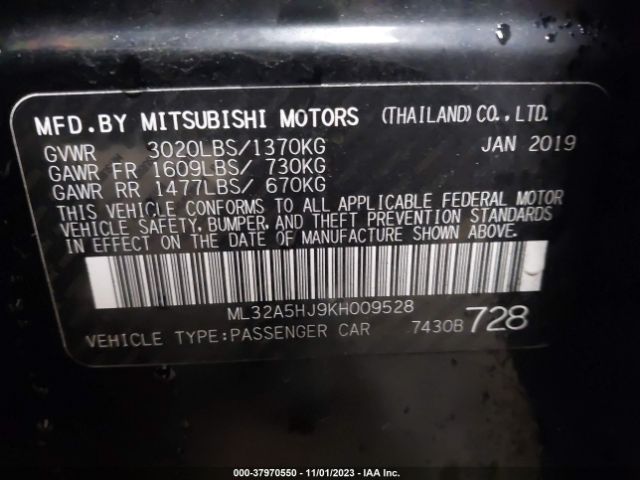 MFD.BY MITSUBISHI MOTORS (THAILAND)CO.,LTD.
GVWR 3020LBS/1370KG JAN 2019
GAWR FR 1609LBS/ 730KG
GAWR RR 1477LBS/ 670KG
THIS VEHICLE CONFORMS TO ALL APPLICABLE FEDERAL MOTOR
VEHICLE SAFETY, BUMPER, AND THEFT PREVENTION STANDARDS
IN EFFECT ON THE DATE OF MANUFACTURE SHOWN ABOVE.
ML32A5HJ9KH009528
VEHICLE TYPE:PASSENGER CAR 7430B 728
000-37970550 - 11/01/2023 - IAA Inc.